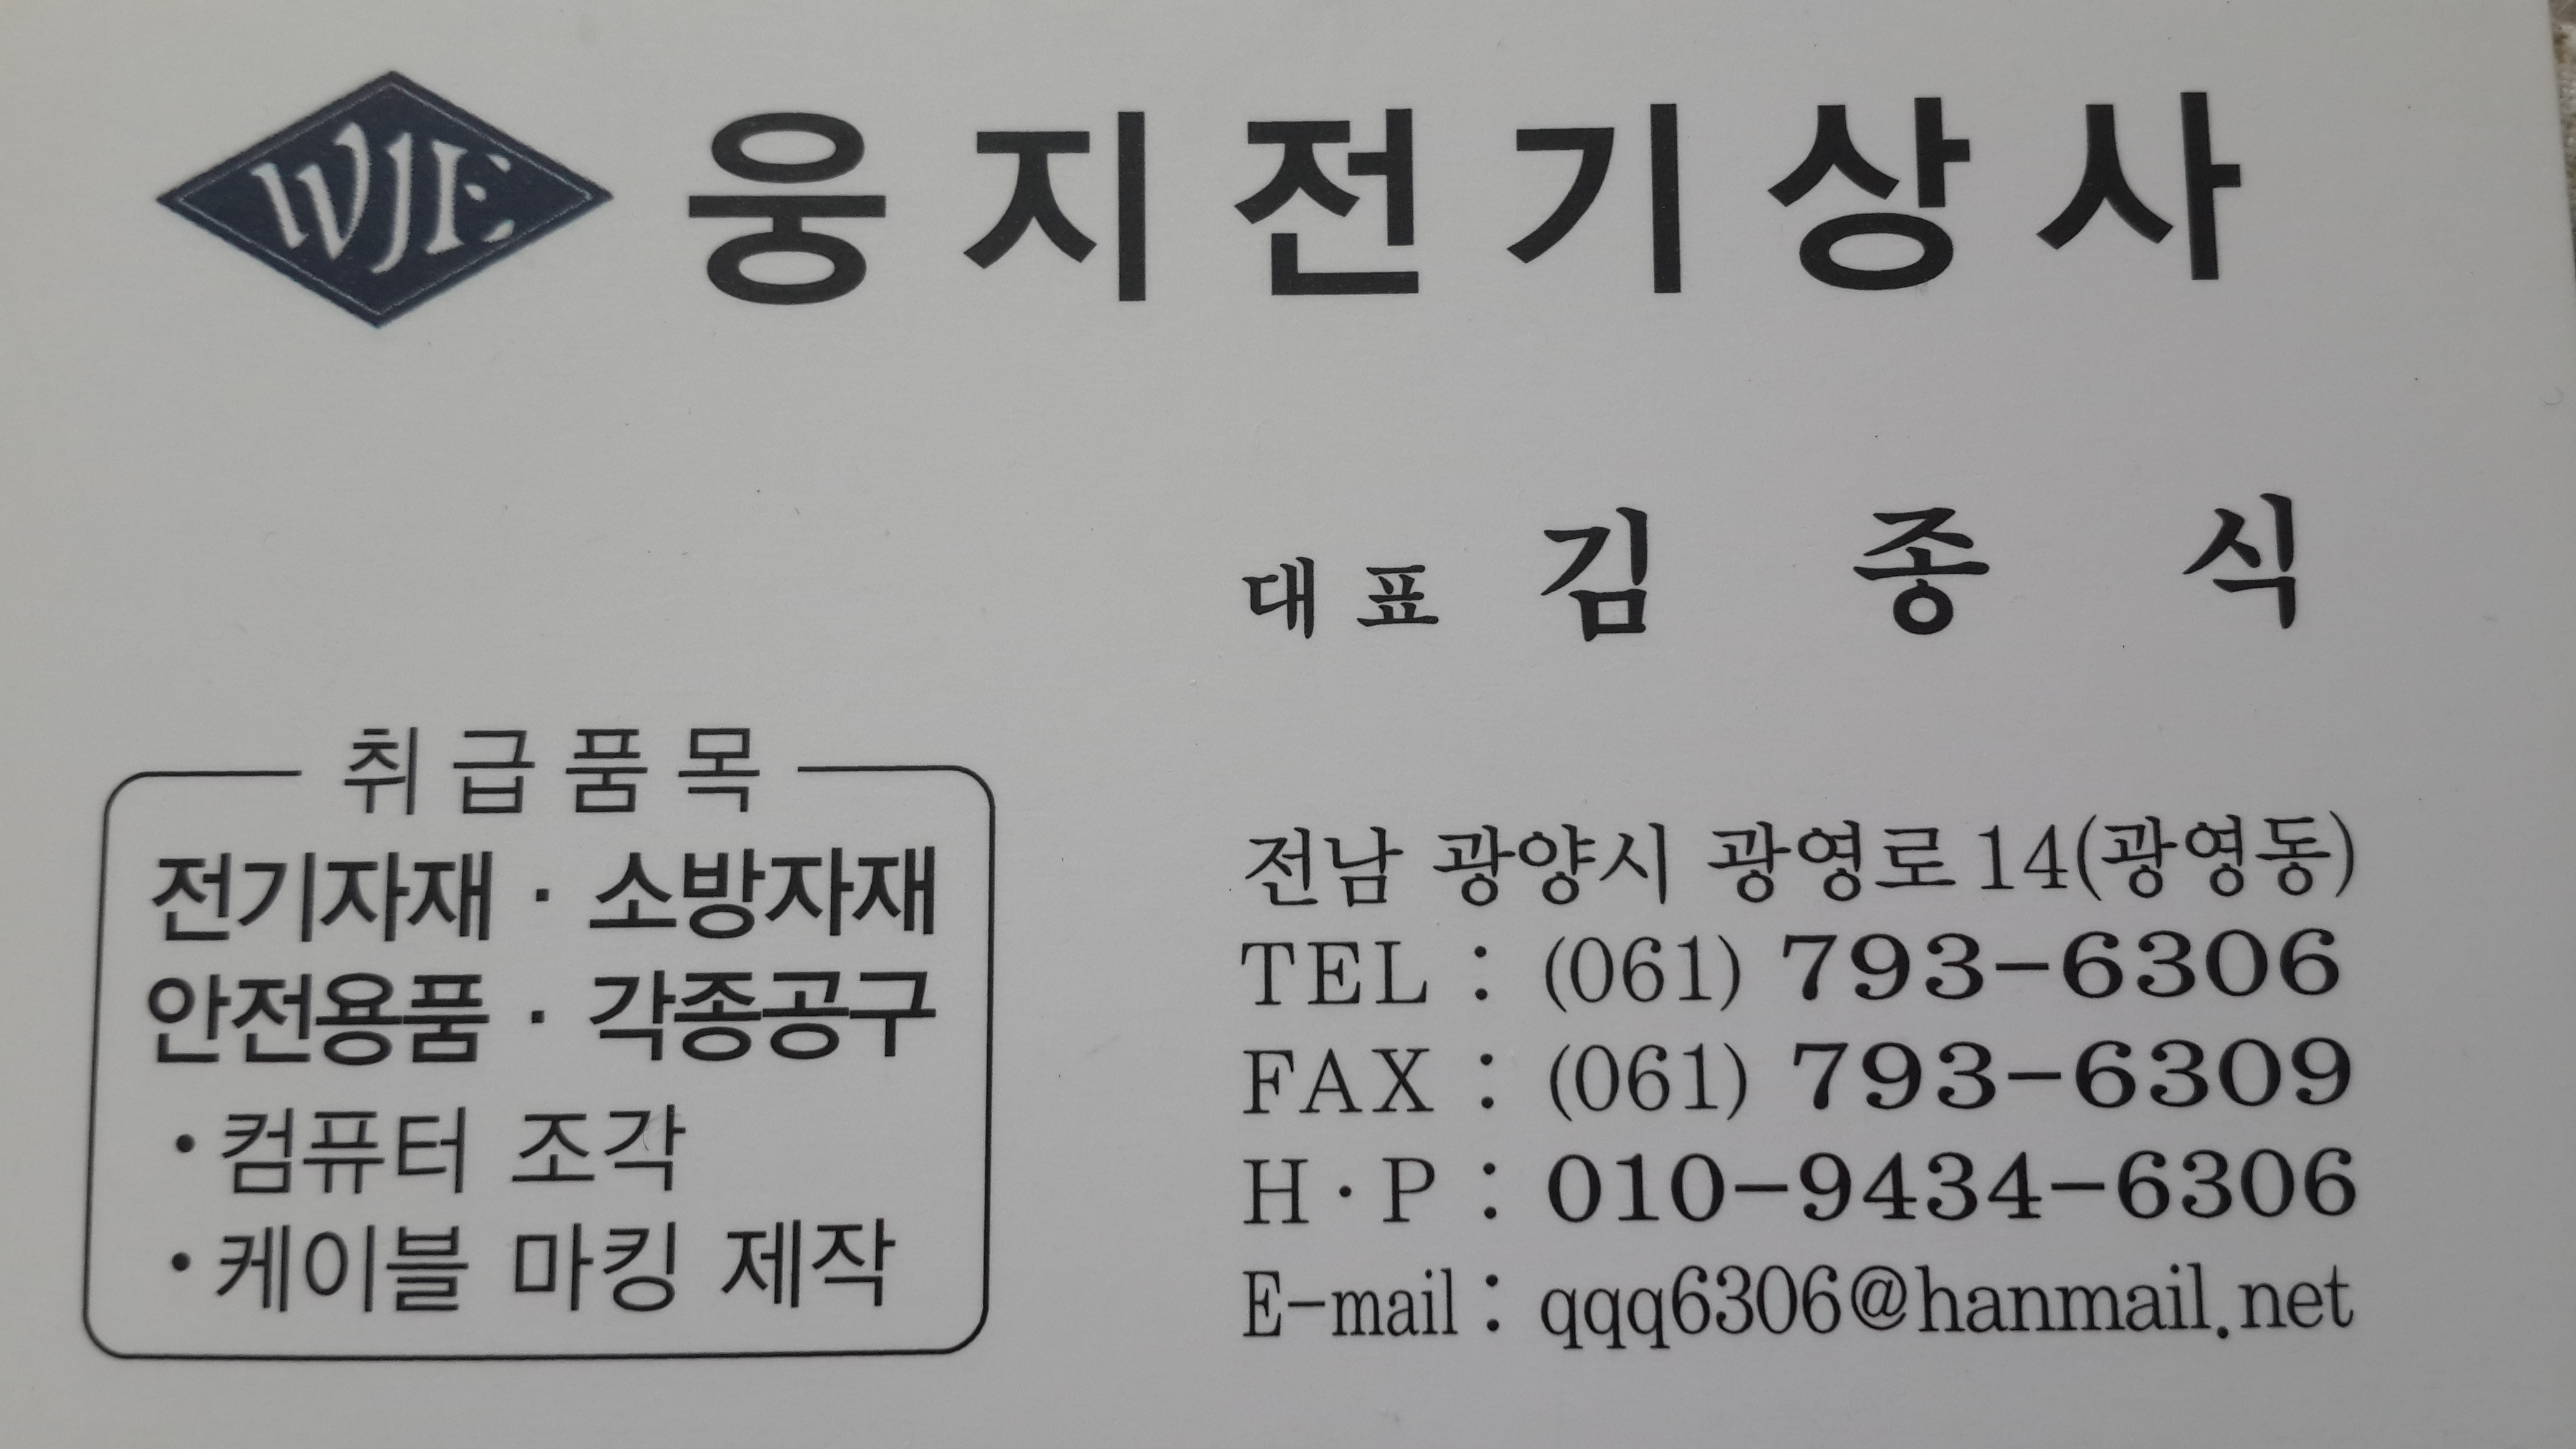 웅지전기상사
대표 김종식
전남 광양시 광영로 14(광영동)
TEL : (061) 793-6306
FAX : (061) 793-6309
H·P : 010-9434-6306
E-mail : qqq6306@hanmail.net
취급품목
전기자재 · 소방자재
안전용품 · 각종공구
·컴퓨터 조각
·케이블 마킹 제작